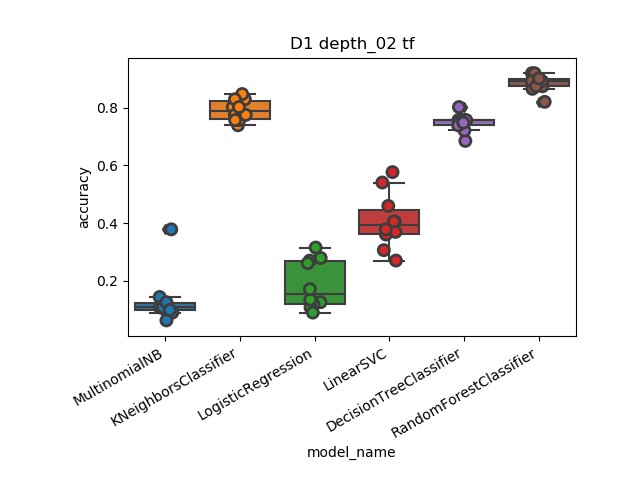 D1 depth_02 tf
accuracy
0.8
0.6
0.4
0.2
MultinomialNB
KNeighborsClassifier
LogisticRegression
LinearSVC
DecisionTreeClassifier
RandomForestClassifier
model_name